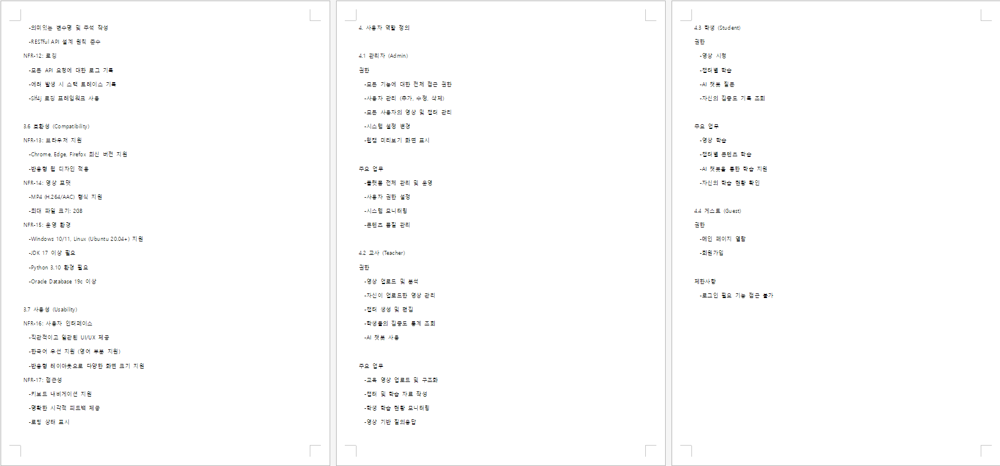 -의미있는 변수명 및 주석 작성
-RESTful API 설계 원칙 준수
NFR-12: 로깅
-모든 API 요청에 대한 로그 기록
-에러 발생 시 스택 트레이스 기록
-Slf4j 로깅 프레임워크 사용
3.6 호환성 (Compatibility)
NFR-13: 브라우저 지원
-Chrome, Edge, Firefox 최신 버전 지원
-반응형 웹 디자인 적용
NFR-14: 영상 포맷
-MP4 (H.264/AAC) 형식 지원
-최대 파일 크기: 2GB
NFR-15: 운영 환경
-Windows 10/11, Linux (Ubuntu 20.04+) 지원
-JDK 17 이상 필요
-Python 3.10 환경 필요
-Oracle Database 19c 이상
3.7 사용성 (Usability)
NFR-16: 사용자 인터페이스
-직관적이고 일관된 UI/UX 제공
-한국어 우선 지원 (영어 부분 지원)
-반응형 레이아웃으로 다양한 화면 크기 지원
NFR-17: 접근성
-키보드 내비게이션 지원
-명확한 시각적 피드백 제공
-로딩 상태 표시
4. 사용자 역할 정의
4.1 관리자 (Admin)
권한
-모든 기능에 대한 전체 접근 권한
-사용자 관리 (추가, 수정, 삭제)
-모든 사용자의 영상 및 챕터 관리
-시스템 설정 변경
-웹캠 미리보기 화면 표시
주요 업무
-플랫폼 전체 관리 및 운영
-사용자 권한 설정
-시스템 모니터링
-콘텐츠 품질 관리
4.2 교사 (Teacher)
권한
-영상 업로드 및 분석
-자신이 업로드한 영상 관리
-챕터 생성 및 편집
-학생들의 집중도 통계 조회
-AI 챗봇 사용
주요 업무
-교육 영상 업로드 및 구조화
-챕터 및 학습 자료 작성
-학생 학습 현황 모니터링
-영상 기반 질의응답
4.3 학생 (Student)
권한
-영상 시청
-챕터별 학습
-AI 챗봇 질문
-자신의 집중도 기록 조회
주요 업무
-영상 학습
-챕터별 콘텐츠 학습
-AI 챗봇을 통한 학습 지원
-자신의 학습 현황 확인
4.4 게스트 (Guest)
권한
-메인 페이지 열람
-회원가입
제한사항
-로그인 필요 기능 접근 불가